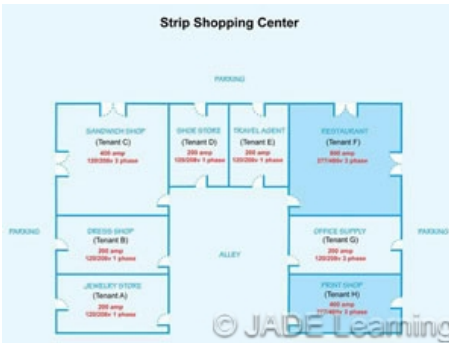 Strip Shopping Center
PARKING
SANDWICH SHOP
(Tenant C)
400 amp
120/208v 3 phase
SHOE STORE
(Tenant D)
200 amp
120/208v 1 phase
TRAVEL AGENT
(Tenant E)
200 amp
120/208v 1 phase
RESTAURANT
(Tenant F)
amp
277/480v 3 phase
PARKING
DRESS SHOP
(Tenant B)
200 amp
120/208v 1 phase
ALLEY
OFFICE SUPPLY
(Tenant G)
200 amp
120/208v 3 phase
PARKING
JEWELRY STORE
(Tenant A)
200 amp
120/208v 1 phase
PRINT SHOP
(Tenant H)
400 amp
3 phase
© JADE Learning